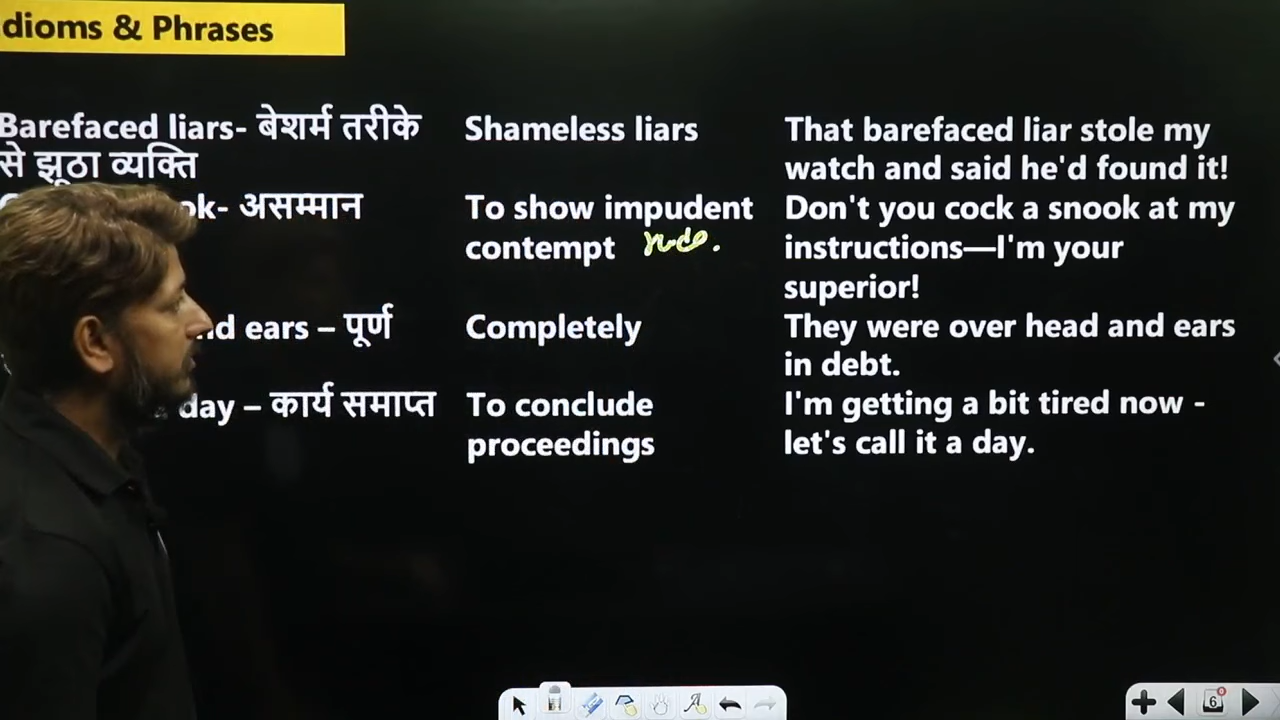 dioms & Phrases
Barefaced liars- बेशर्म तरीके
से झूठा व्यक्ति
Shameless liars
That barefaced liar stole my
watch and said he'd found it!
ok- असम्मान
To show impudent
contempt rude.
Don't you cock a snook at my
instructions—I'm your
superior!
nd ears – पूर्ण
Completely
They were over head and ears
in debt.
day – कार्य समाप्त
To conclude
proceedings
I'm getting a bit tired now -
let's call it a day.
6